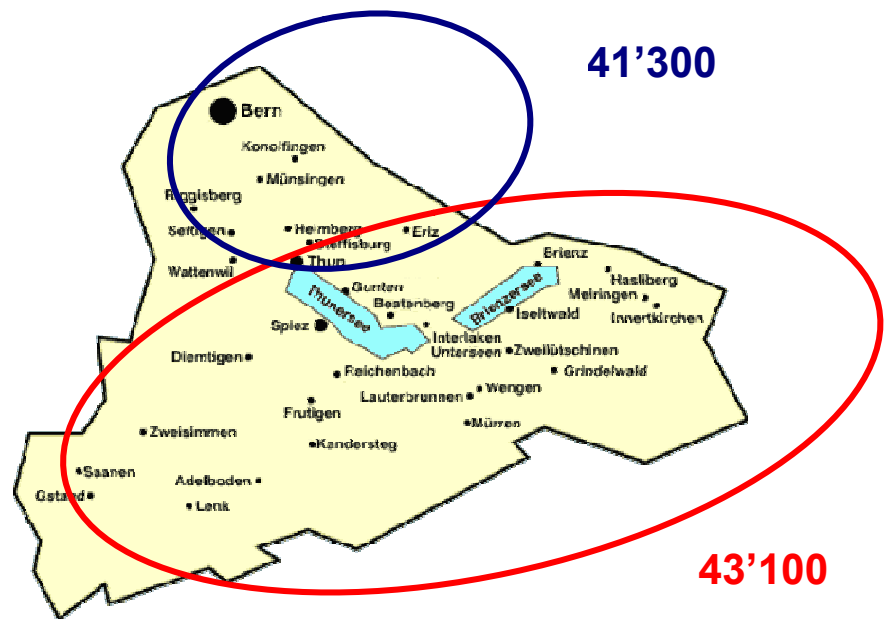 41’300
Bern
Konolfingen
Münsingen
Riggisberg
Seftigen
Heimberg
Eriz
Steffisburg
Wattenwil
Thun
Brienz
Gunten
Hasliberg
Thunersee
Beatenberg
Brienzersee
Meiringen
Innertkirchen
Iseltwald
Spiez
Interlaken
Unterseen
Zweilütschinen
Diemtigen
Grindelwald
Reichenbach
Wengen
Lauterbrunnen
Frutigen
Mürren
Zweisimmen
Kandersteg
Saanen
Adelboden
Gstaad
Lenk
43’100